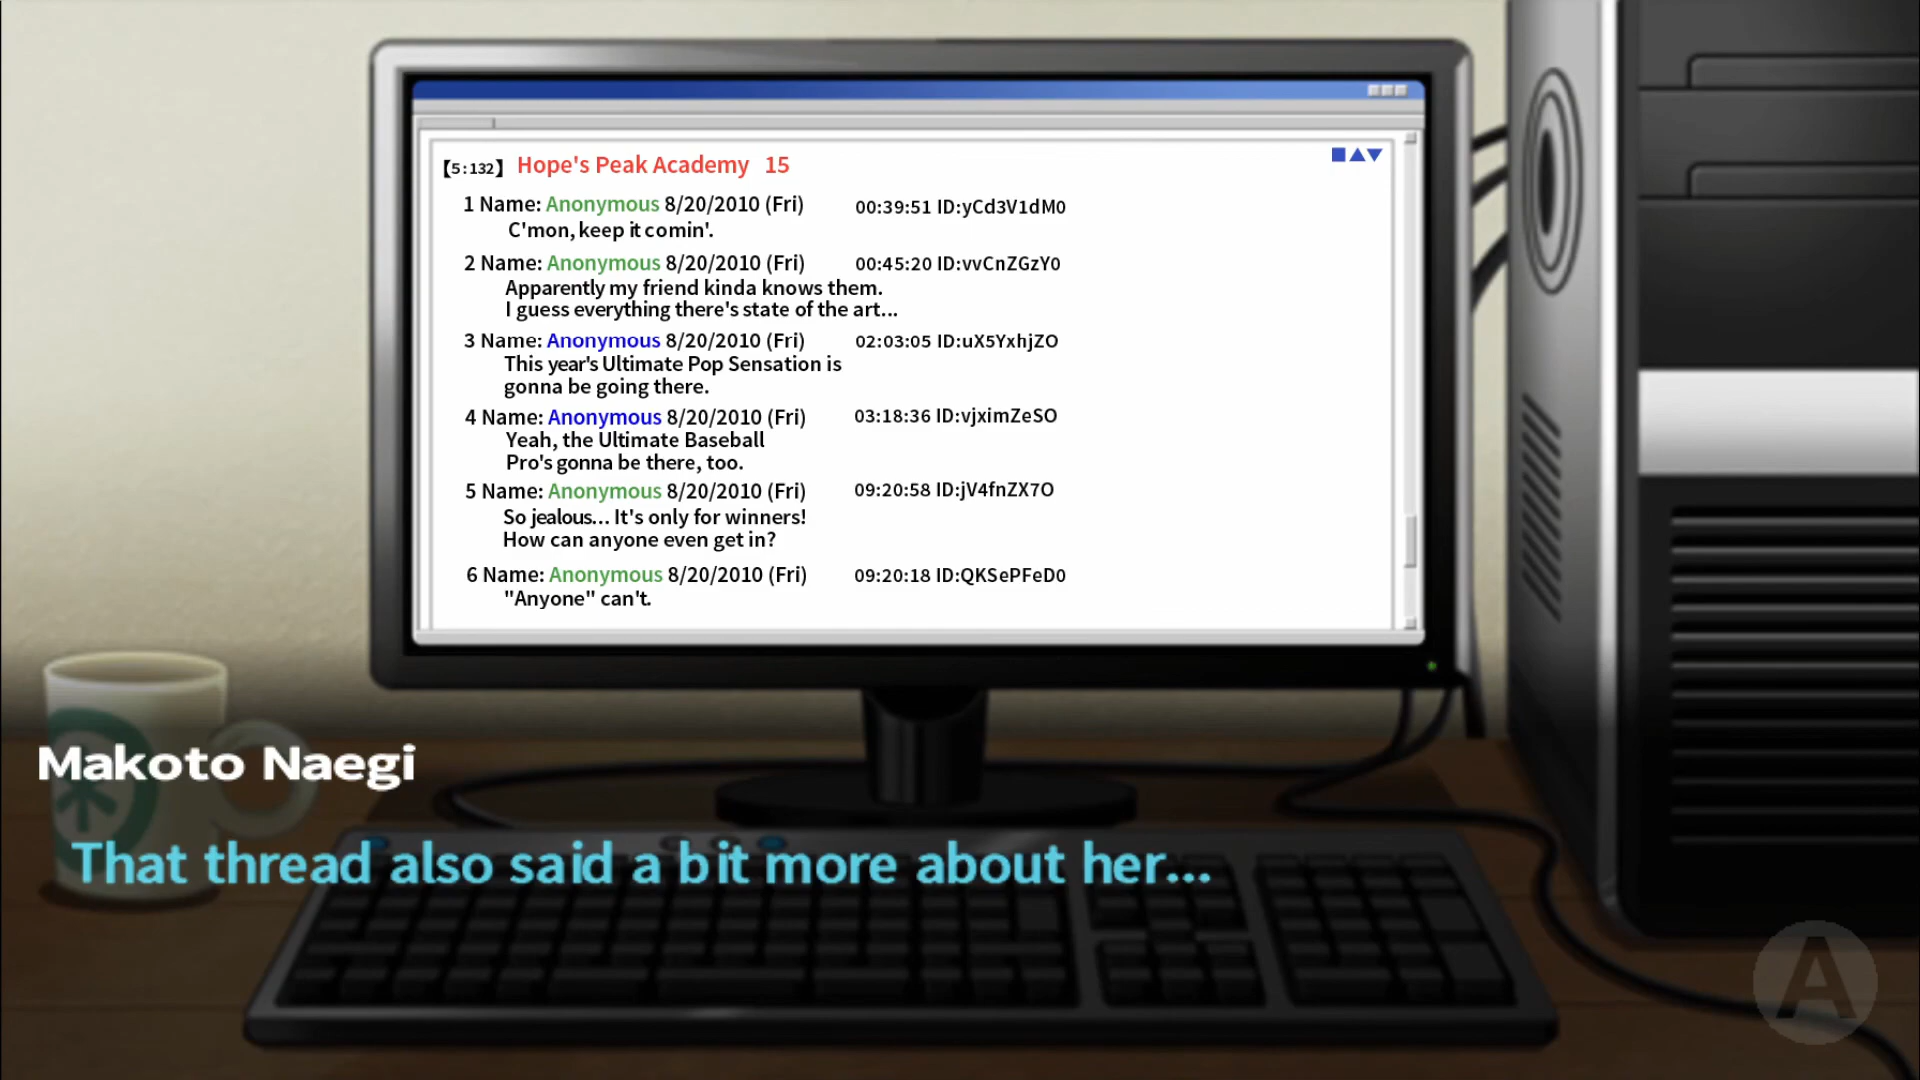 【5:132】 Hope's Peak Academy 15
1 Name: Anonymous 8/20/2010 (Fri) 00:39:51 ID:yCd3V1dM0
C'mon, keep it comin'.
2 Name: Anonymous 8/20/2010 (Fri) 00:45:20 ID:vvCnZGzY0
Apparently my friend kinda knows them.
I guess everything there's state of the art...
3 Name: Anonymous 8/20/2010 (Fri) 02:03:05 ID:uX5YxhjZO
This year's Ultimate Pop Sensation is
gonna be going there.
4 Name: Anonymous 8/20/2010 (Fri) 03:18:36 ID:vjximZeSO
Yeah, the Ultimate Baseball
Pro's gonna be there, too.
5 Name: Anonymous 8/20/2010 (Fri) 09:20:58 ID:jV4fnZX7O
So jealous... It's only for winners!
How can anyone even get in?
6 Name: Anonymous 8/20/2010 (Fri) 09:20:18 ID:QKSePFeD0
"Anyone" can't.
Makoto Naegi
That thread also said a bit more about her...
A